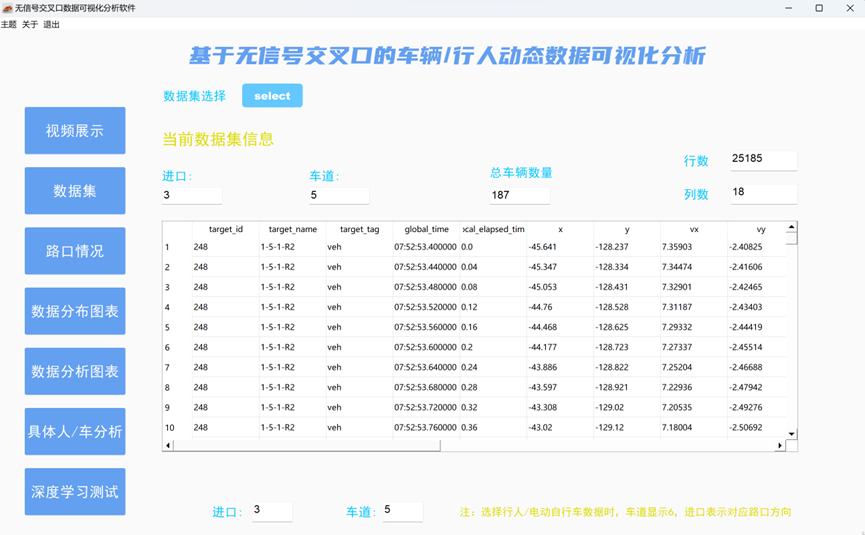 无信号交叉口数据可视化分析软件
主题 关于 退出
基于无信号交叉口的车辆/行人动态数据可视化分析
数据集选择 select
当前数据集信息
进口： 3
车道： 5
总车辆数量 187
行数 25185
列数 18
视频展示
数据集
路口情况
数据分布图表
数据分析图表
具体人/车分析
深度学习测试
target_id target_name target_tag global_time cal_elapsed_tim x y vx vy
1 248 1-5-1-R2 veh 07:52:53.400000 0.0 -45.641 -128.237 7.35903 -2.40825
2 248 1-5-1-R2 veh 07:52:53.440000 0.04 -45.347 -128.334 7.34474 -2.41606
3 248 1-5-1-R2 veh 07:52:53.480000 0.08 -45.053 -128.431 7.32901 -2.42465
4 248 1-5-1-R2 veh 07:52:53.520000 0.12 -44.76 -128.528 7.31187 -2.43403
5 248 1-5-1-R2 veh 07:52:53.560000 0.16 -44.468 -128.625 7.29332 -2.44419
6 248 1-5-1-R2 veh 07:52:53.600000 0.2 -44.177 -128.723 7.27337 -2.45514
7 248 1-5-1-R2 veh 07:52:53.640000 0.24 -43.886 -128.822 7.25204 -2.46688
8 248 1-5-1-R2 veh 07:52:53.680000 0.28 -43.597 -128.921 7.22936 -2.47942
9 248 1-5-1-R2 veh 07:52:53.720000 0.32 -43.308 -129.02 7.20535 -2.49276
10 248 1-5-1-R2 veh 07:52:53.760000 0.36 -43.02 -129.12 7.18004 -2.50692
进口： 3 车道： 5 注：选择行人/电动自行车数据时，车道显示6，进口表示对应路口方向